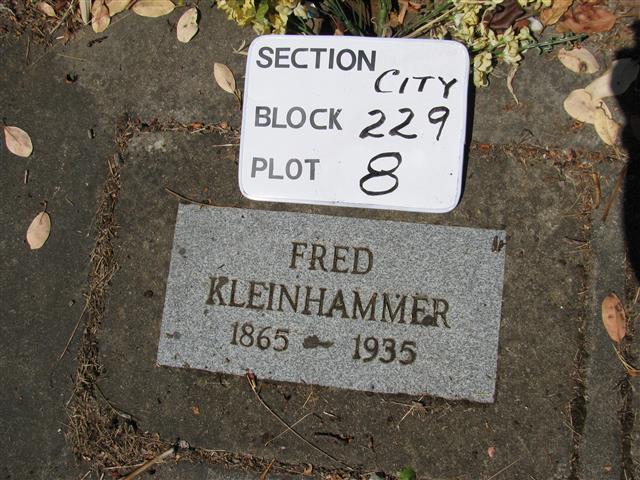 SECTION CITY
BLOCK 229
PLOT 8
FRED
KLEINHAMMER
1865 - 1935